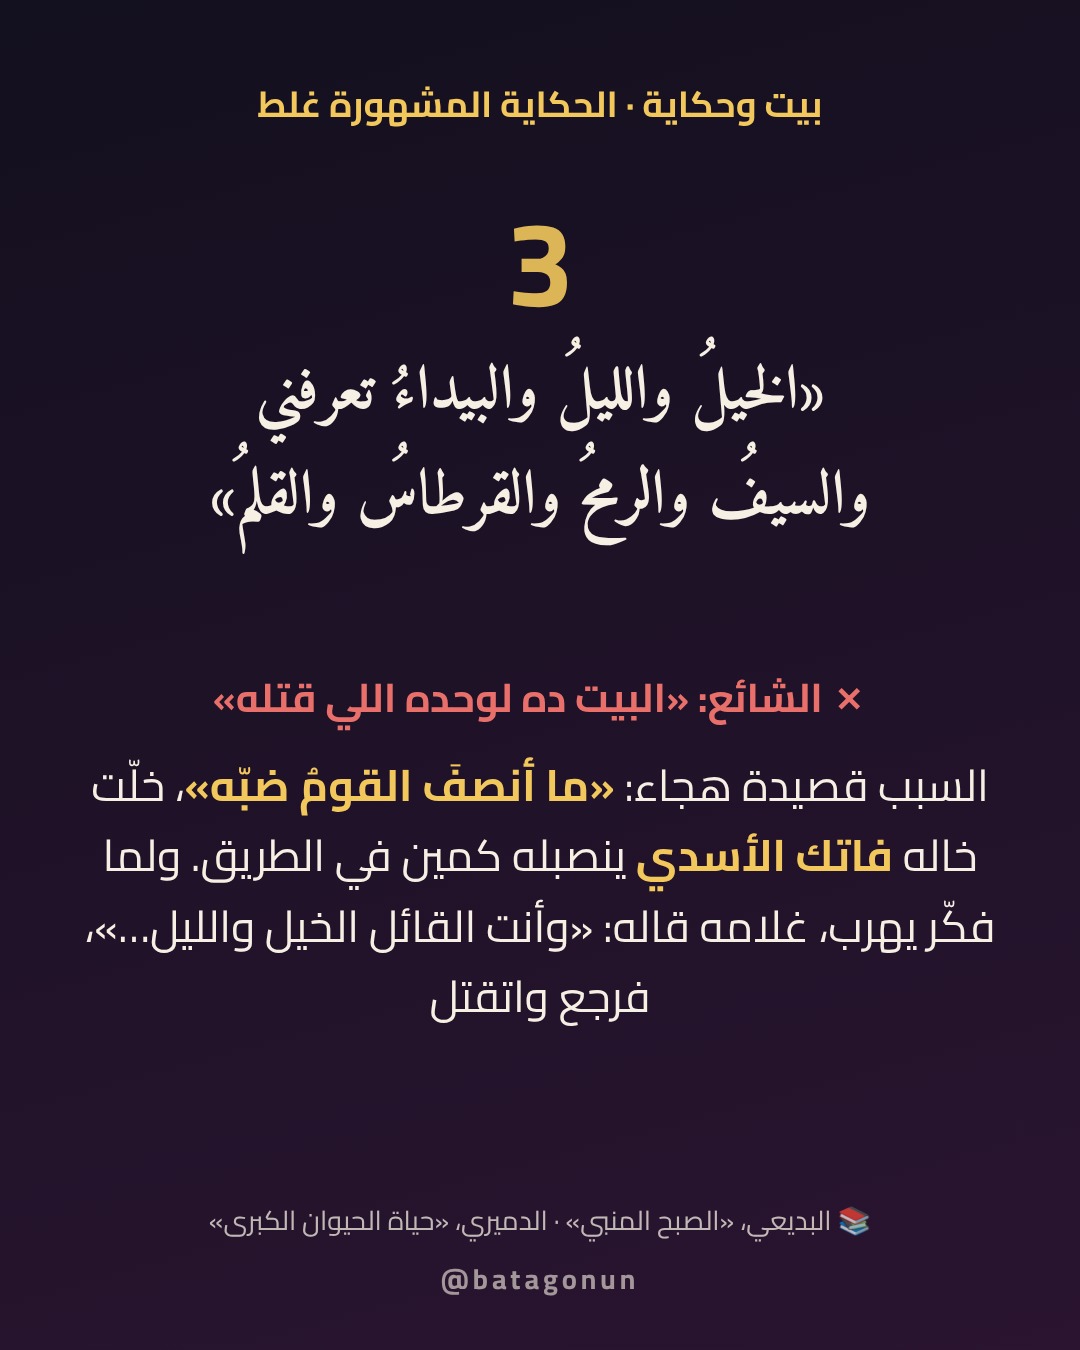 بيت وحكاية · الحكاية المشهورة غلط
3
«الخيلُ والليلُ والبيداءُ تعرفني
والسيفُ والرمحُ والقرطاسُ والقلمُ»
× الشائع: «البيت ده لوحده اللي قتله»
السبب قصيدة هجاء: «ما أنصفَ القومُ ضبّه»، خلّت
خاله فاتك الأسدي ينصبله كمين في الطريق. ولما
فكّر يهرب، غلامه قاله: «وأنت القائل الخيل والليل...»،
فرجع واتقتل
📚 البديعي، «الصبح المنبي» · الدميري، «حياة الحيوان الكبرى»
@batagonun